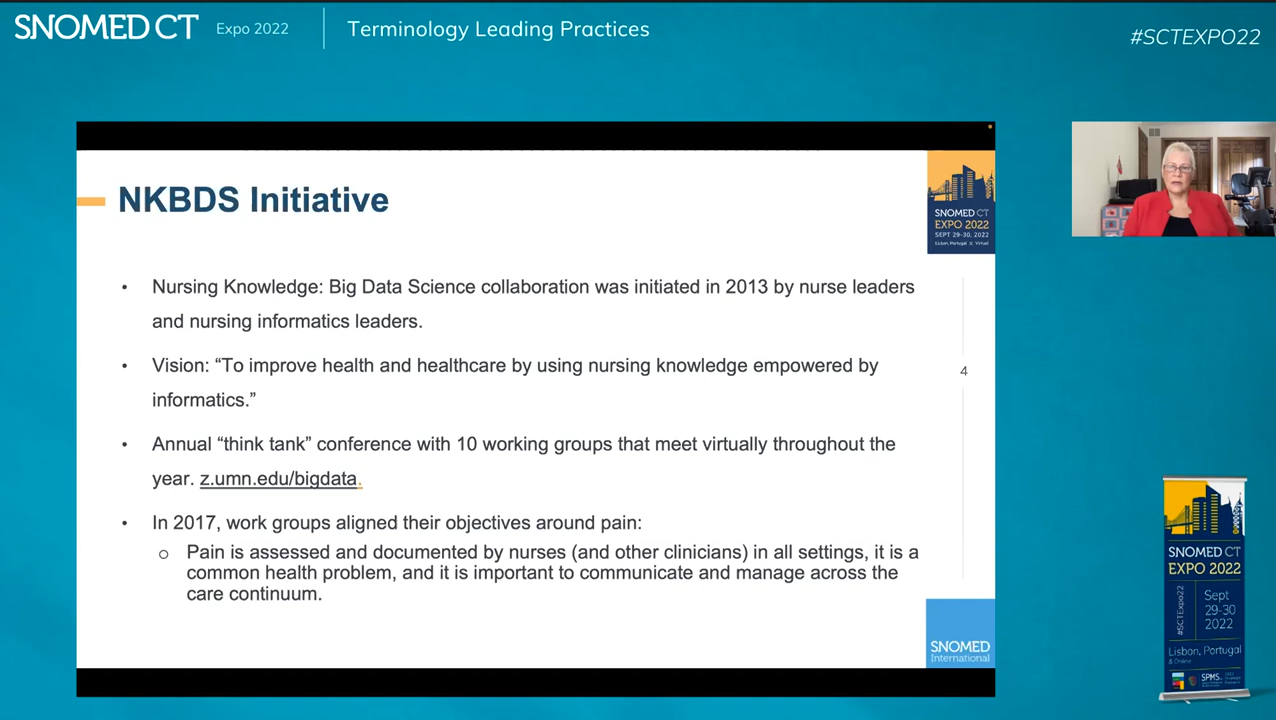 SNOMED CT Expo 2022 Terminology Leading Practices
#SCTEXPO22
NKBDS Initiative
SNOMED CT
EXPO 2022
SEPT 29-30, 2022
Lisbon, Portugal & Virtual
• Nursing Knowledge: Big Data Science collaboration was initiated in 2013 by nurse leaders
and nursing informatics leaders.
• Vision: “To improve health and healthcare by using nursing knowledge empowered by
informatics.”
4
• Annual “think tank” conference with 10 working groups that meet virtually throughout the
year. z.umn.edu/bigdata.
• In 2017, work groups aligned their objectives around pain:
o Pain is assessed and documented by nurses (and other clinicians) in all settings, it is a
common health problem, and it is important to communicate and manage across the
care continuum.
SNOMED
International
SNOMED CT
EXPO 2022
#SCTExpo22
Sept
29-30
2022
Lisbon, Portugal
& Online
SPMS